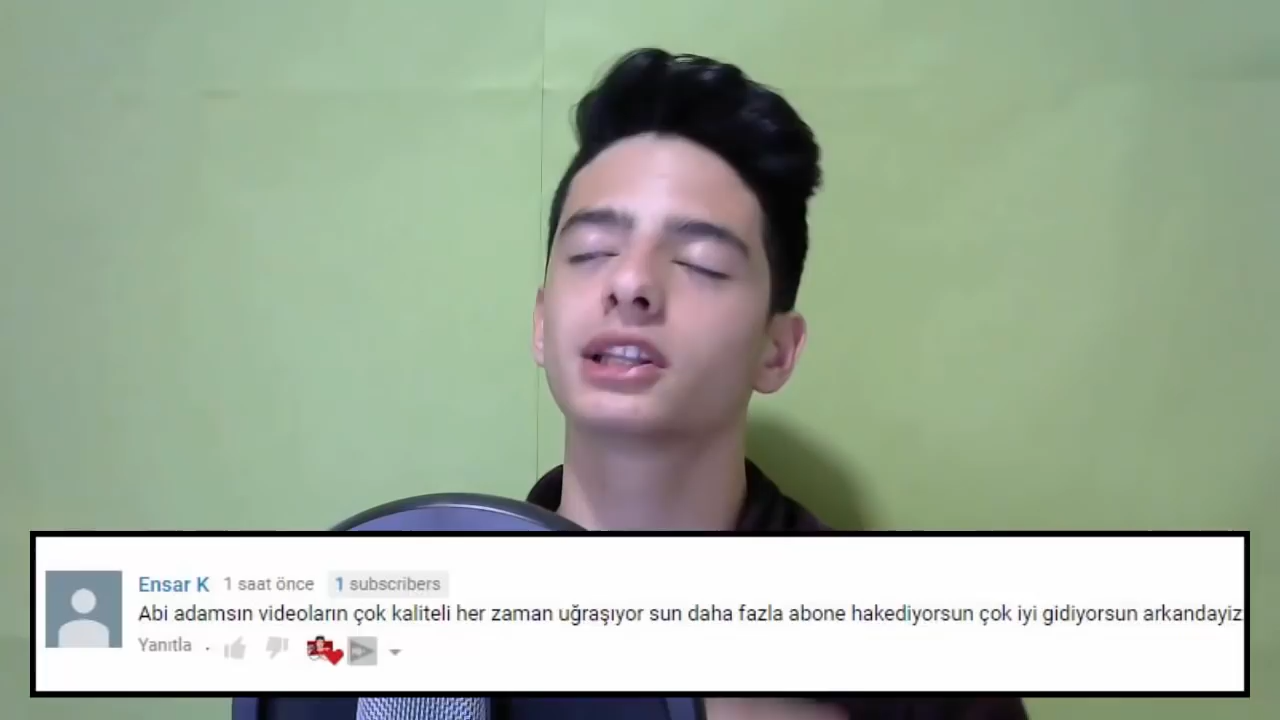 Ensar K 1 saat önce 1 subscribers
Abi adamsın videoların çok kaliteli her zaman uğraşıyor sun daha fazla abone hakediyorsun çok iyi gidiyorsun arkandayiz
Yanıtla